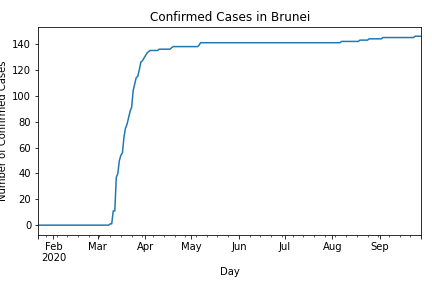 Confirmed Cases in Brunei
Number of Confirmed Cases
140
120
100
80
60
40
20
0
Feb Mar Apr May Jun Jul Aug Sep
2020
Day